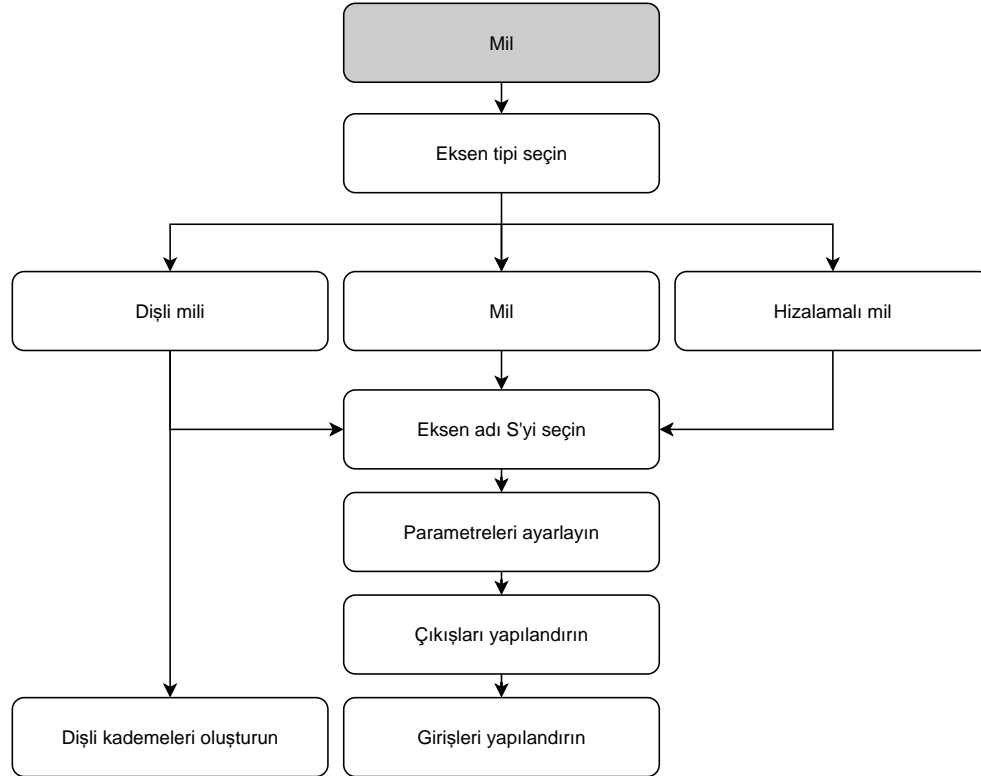 Mil
Eksen tipi seçin
Dişli mili
Mil
Hizalamalı mil
Eksen adı S'yi seçin
Parametreleri ayarlayın
Çıkışları yapılandırın
Dişli kademeleri oluşturun
Girişleri yapılandırın